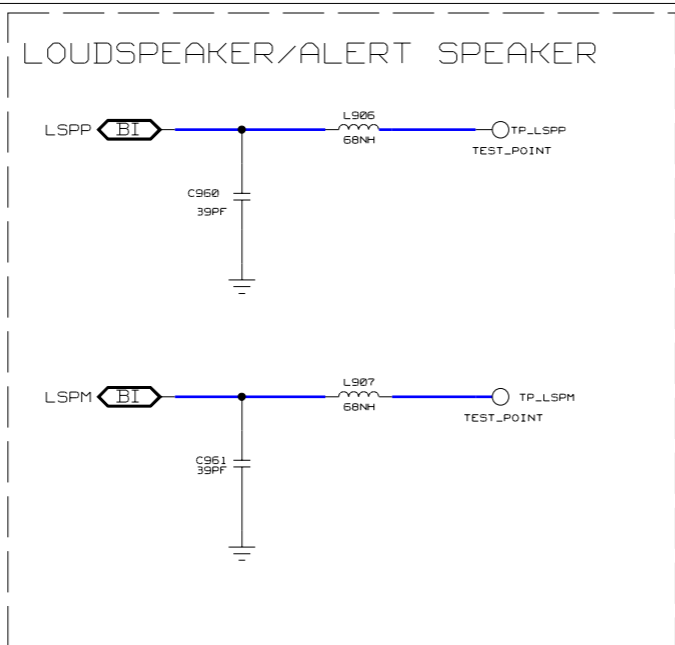 LOUDSPEAKER/ALERT SPEAKER
L906
LSPP BI TP_LSPP
68NH
TEST_POINT
C960
39PF
L907
LSPM BI TP_LSPM
68NH
TEST_POINT
C961
39PF